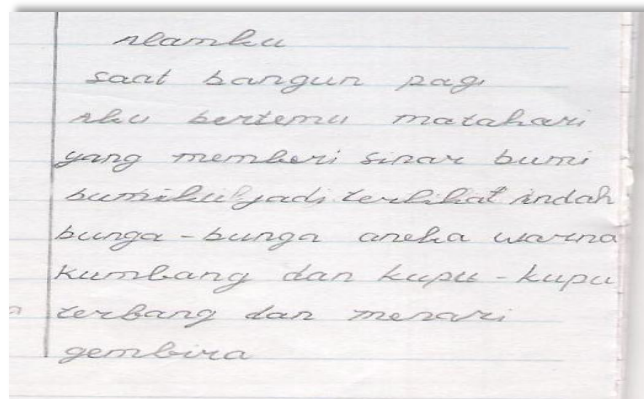 Alamku
saat bangun pagi
Aku bertemu matahari
yang memberi sinar bumi
bumiku jadi terlihat indah
bunga-bunga aneka warna
kumbang dan kupu-kupu
terbang dan menari
gembira